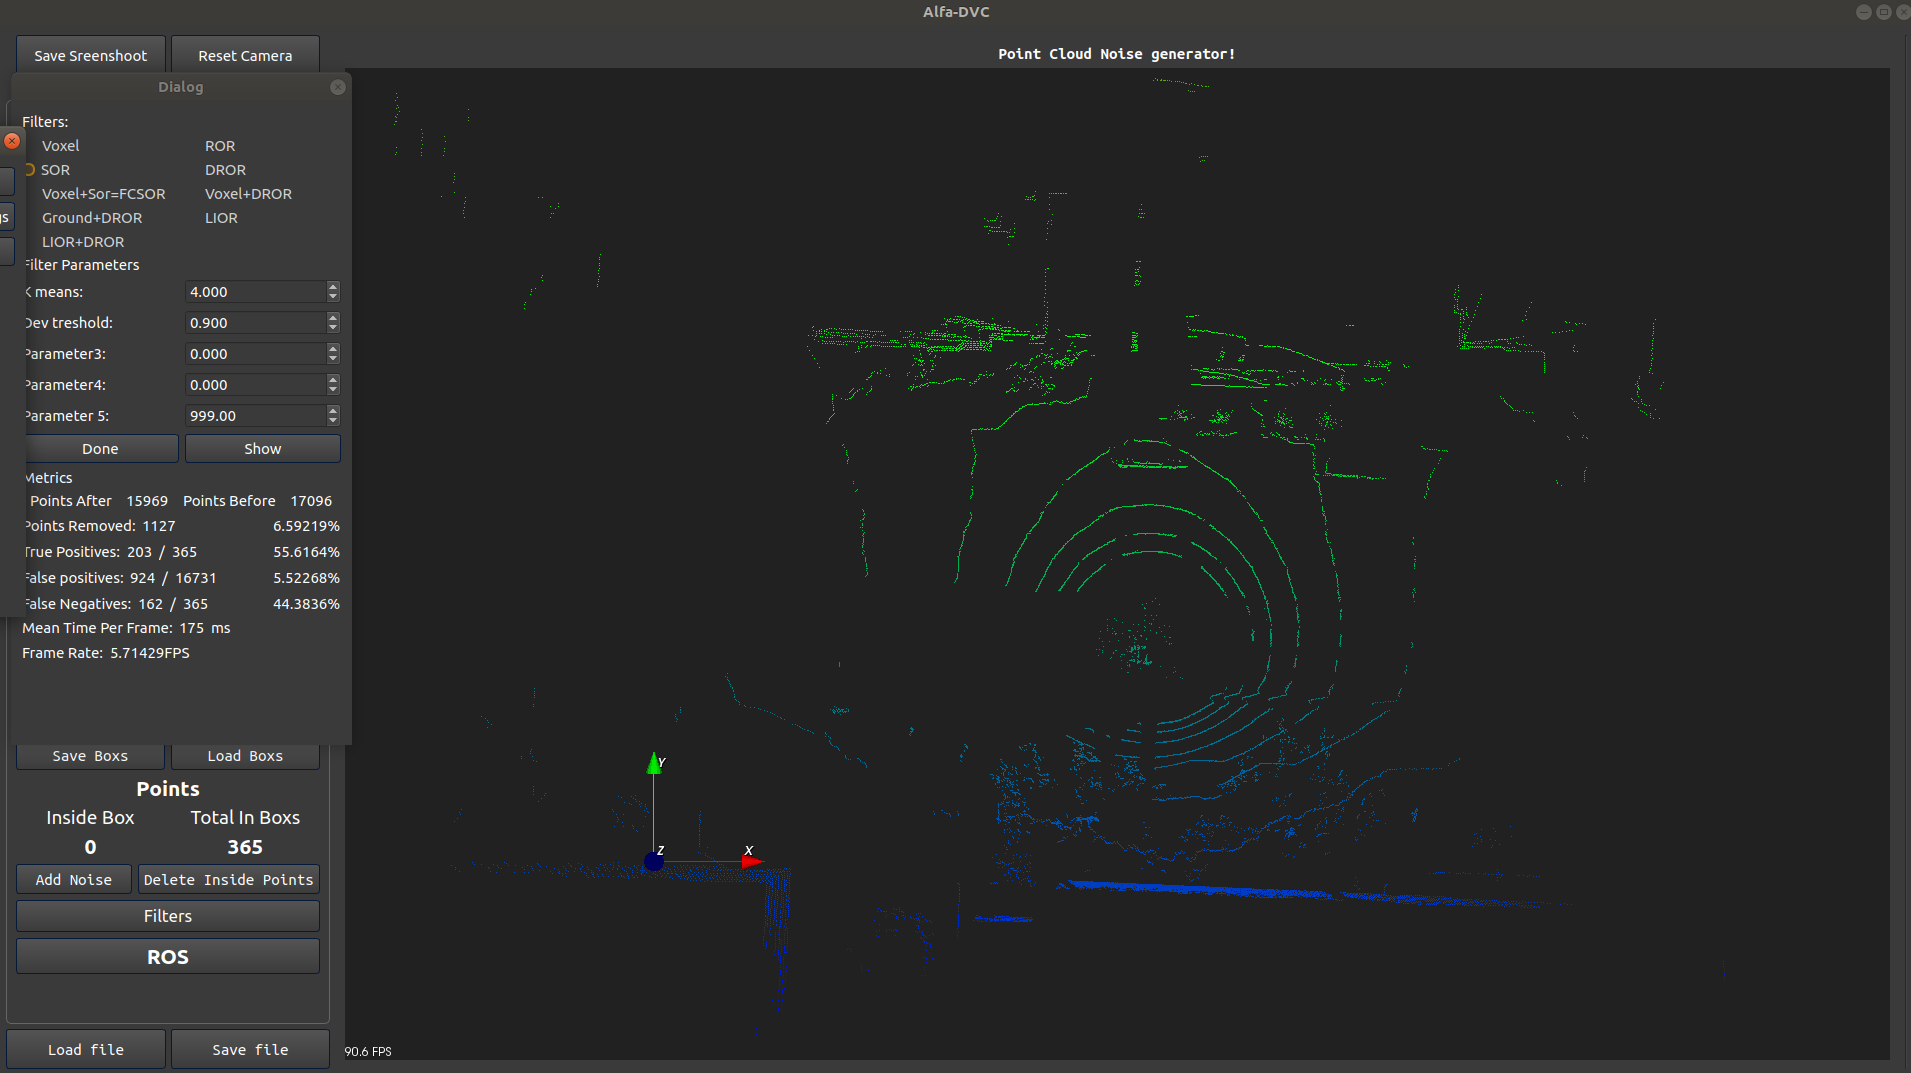 Alfa-DVC
Save Sreenshoot Reset Camera
Point Cloud Noise generator!
Dialog
Filters:
Voxel ROR
SOR DROR
Voxel+Sor=FCSOR Voxel+DROR
Ground+DROR LIOR
LIOR+DROR
Filter Parameters
K means: 4.000
Dev treshold: 0.900
Parameter3: 0.000
Parameter4: 0.000
Parameter 5: 999.00
Done Show
Metrics
Points After 15969 Points Before 17096
Points Removed: 1127 6.59219%
True Positives: 203 / 365 55.6164%
False positives: 924 / 16731 5.52268%
False Negatives: 162 / 365 44.3836%
Mean Time Per Frame: 175 ms
Frame Rate: 5.71429FPS
Save Boxs Load Boxs
Points
Inside Box Total In Boxs
0 365
Add Noise Delete Inside Points
Filters
ROS
Load file Save file
Y
Z X
90.6 FPS